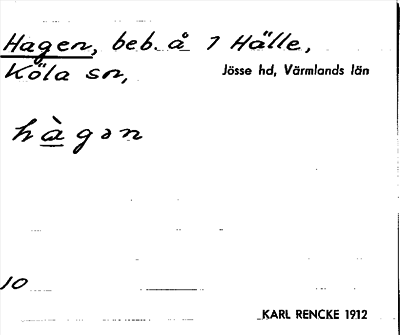 Hagen, beb. å 1 Hälle,
Köla sn,
Jösse hd, Värmlands län
hàgən
10
KARL RENCKE 1912